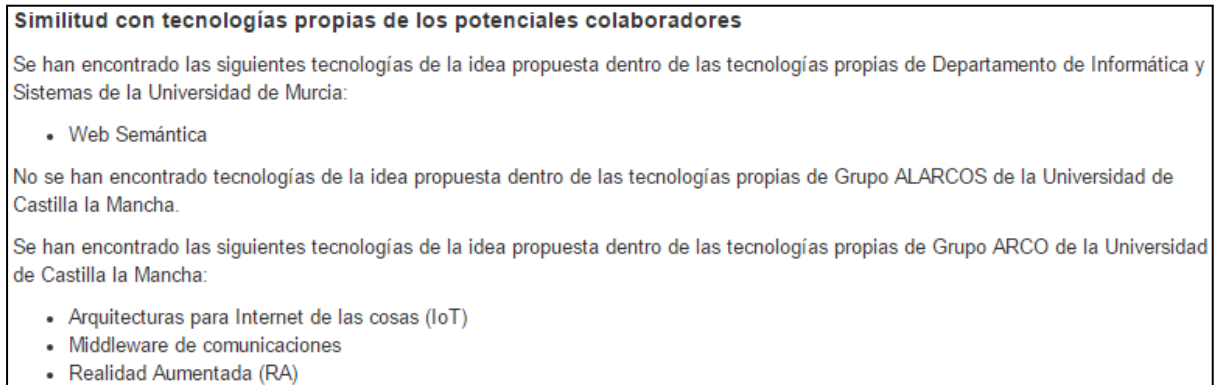 Similitud con tecnologías propias de los potenciales colaboradores
Se han encontrado las siguientes tecnologías de la idea propuesta dentro de las tecnologías propias de Departamento de Informática y
Sistemas de la Universidad de Murcia:
• Web Semántica
No se han encontrado tecnologías de la idea propuesta dentro de las tecnologías propias de Grupo ALARCOS de la Universidad de
Castilla la Mancha.
Se han encontrado las siguientes tecnologías de la idea propuesta dentro de las tecnologías propias de Grupo ARCO de la Universidad
de Castilla la Mancha:
• Arquitecturas para Internet de las cosas (IoT)
• Middleware de comunicaciones
• Realidad Aumentada (RA)